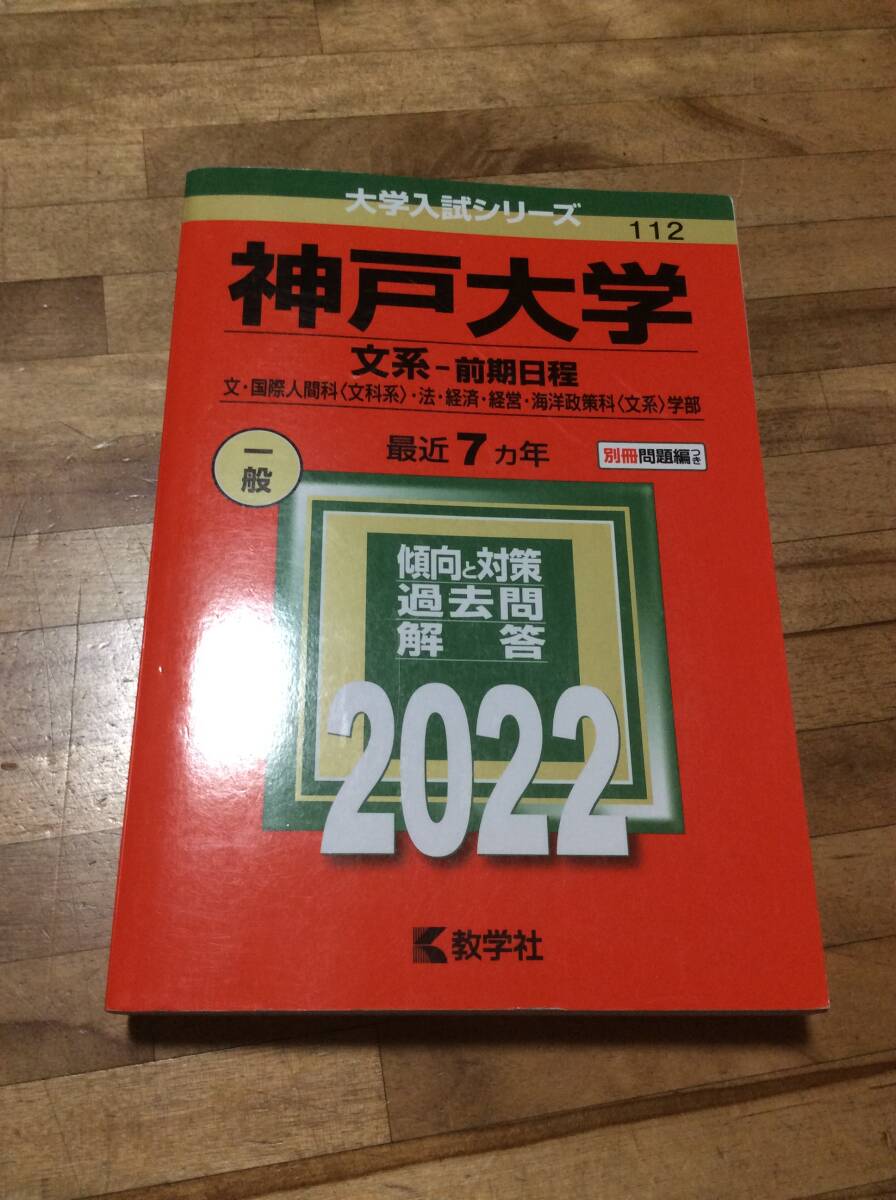 大学入試シリーズ
112
神戸大学
文系-前期日程
文・国際人間科〈文科系〉・法・経済・経営・海洋政策科〈文系〉学部
一般
最近7カ年
別冊問題編つき
傾向と対策
過去問
解答
2022
教学社